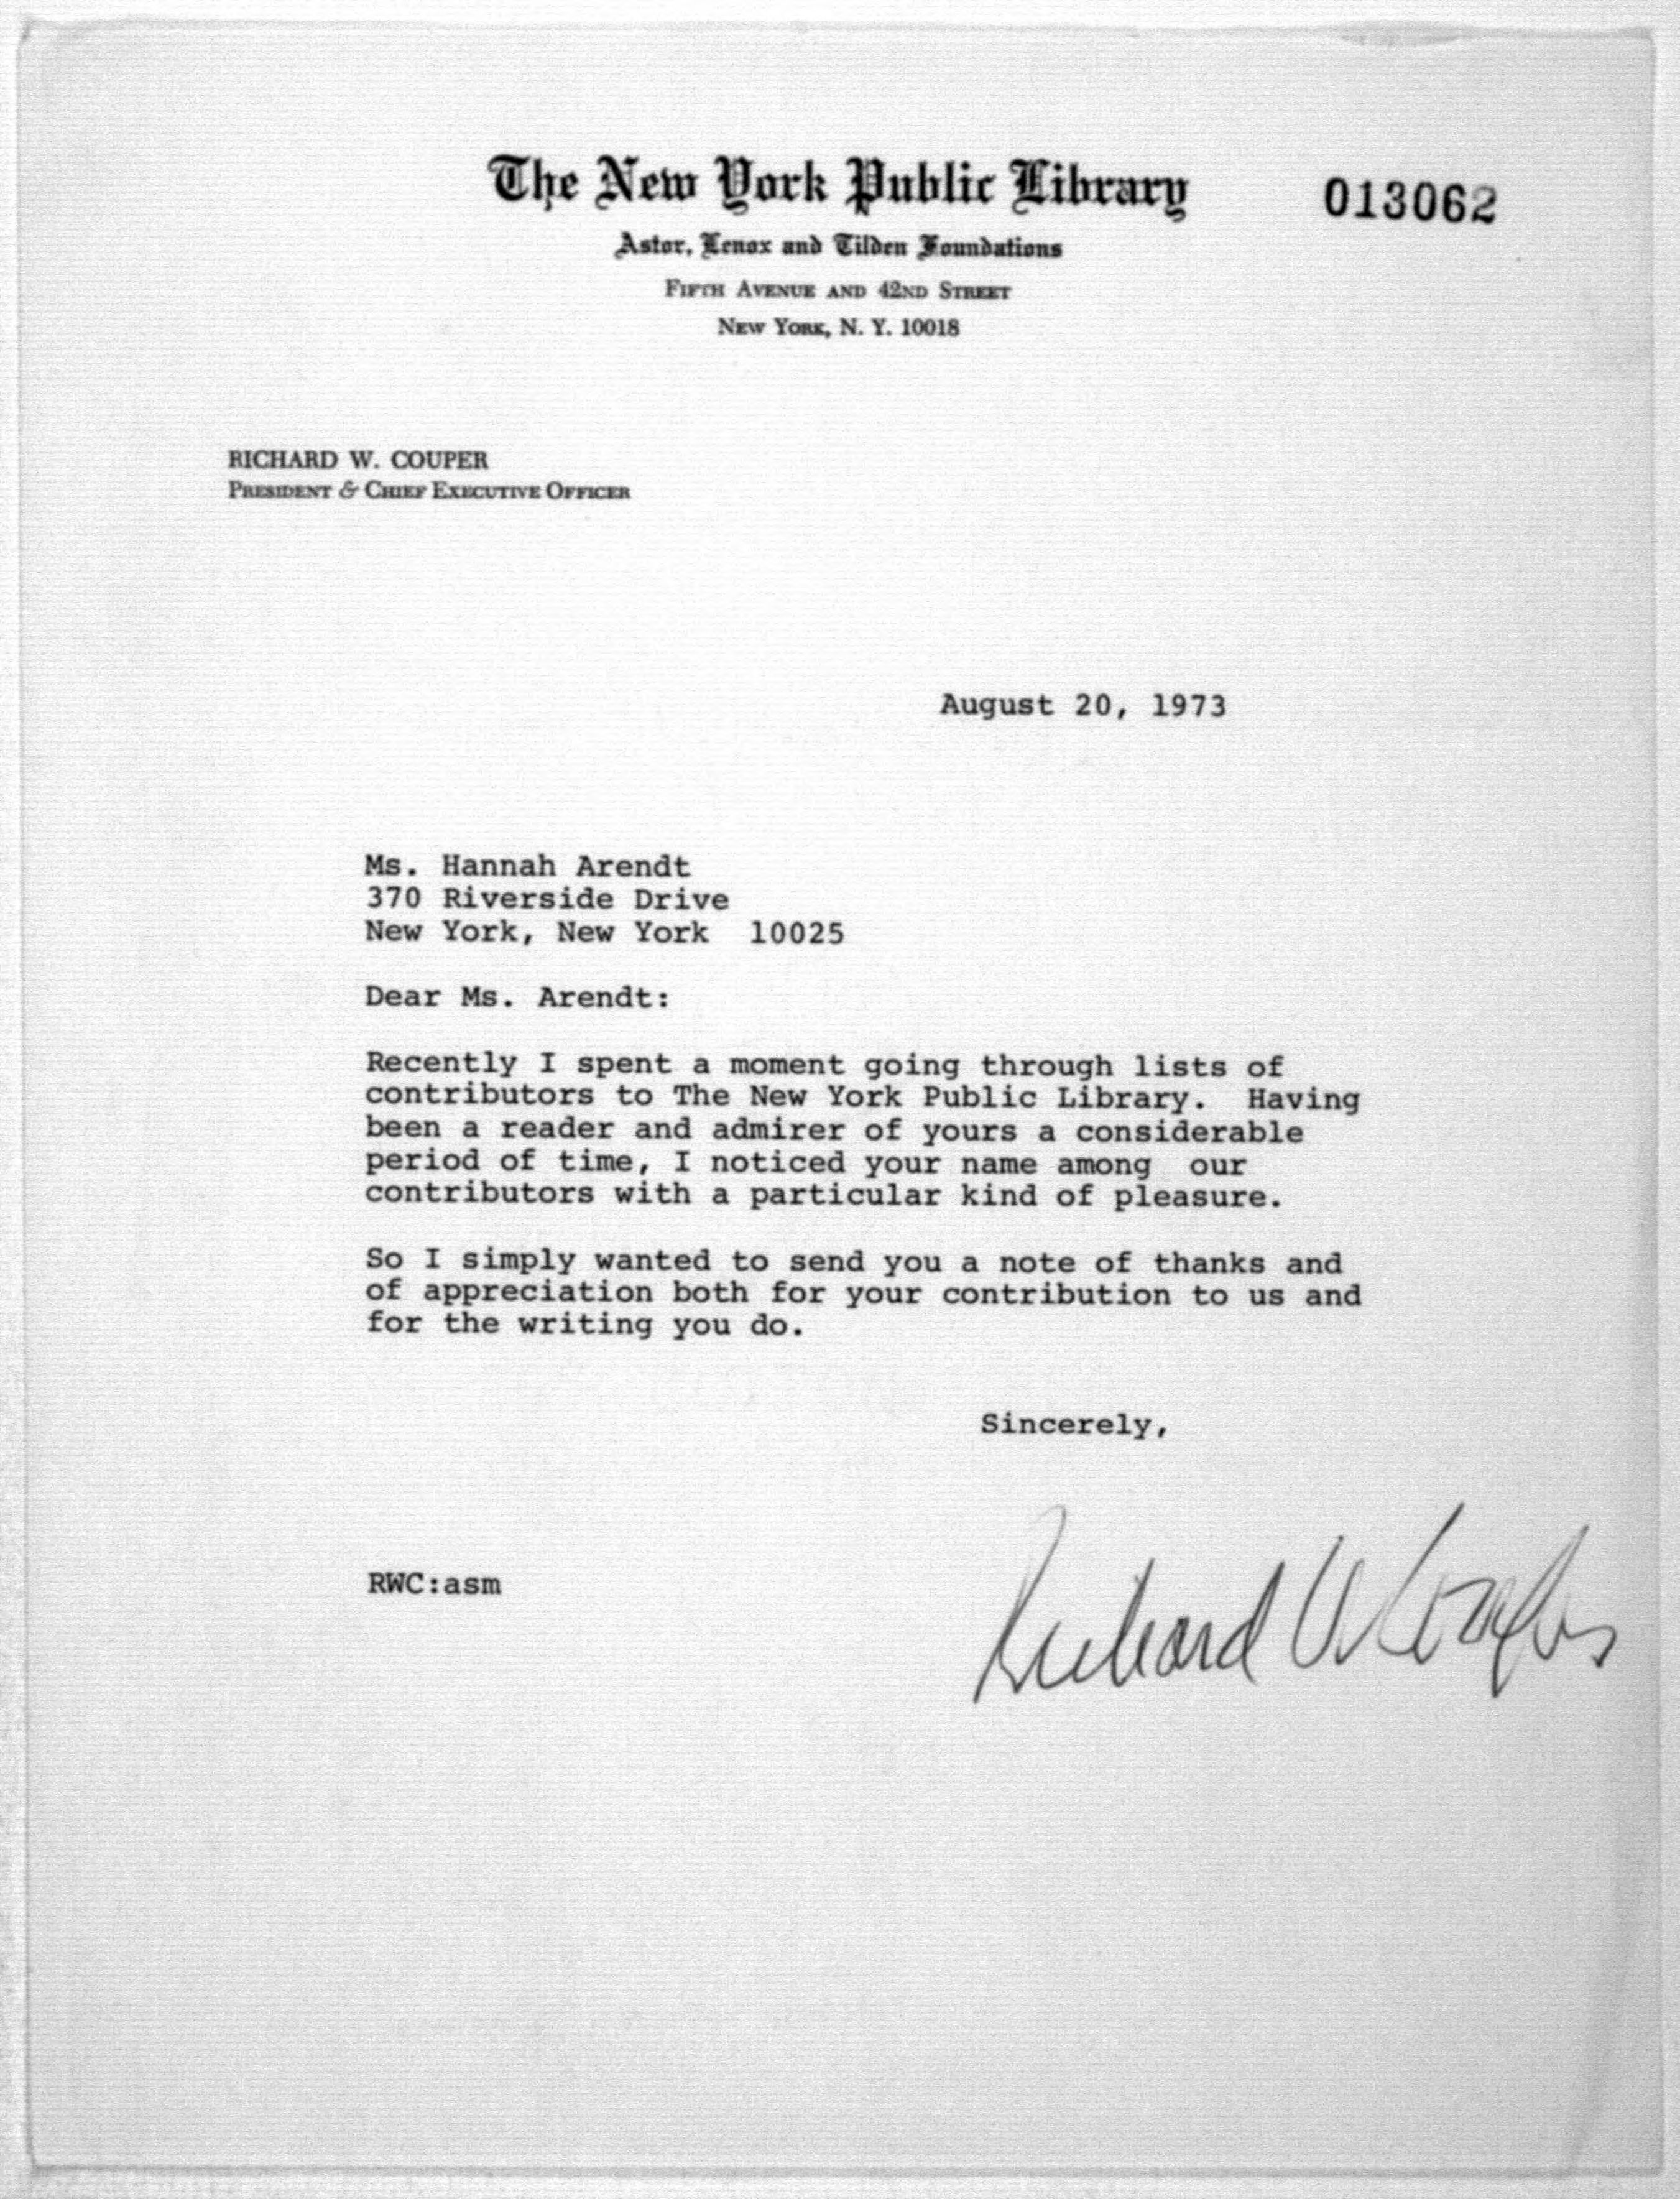 The New York Public Library
013062
Astor, Lenox and Tilden Foundations
Fifth Avenue and 42nd Street
New York, N. Y. 10018
RICHARD W. COUPER
President & Chief Executive Officer
August 20, 1973
Ms. Hannah Arendt
370 Riverside Drive
New York, New York  10025
Dear Ms. Arendt:
Recently I spent a moment going through lists of
contributors to The New York Public Library.  Having
been a reader and admirer of yours a considerable
period of time, I noticed your name among  our
contributors with a particular kind of pleasure.
So I simply wanted to send you a note of thanks and
of appreciation both for your contribution to us and
for the writing you do.
Sincerely,
Richard W Couper
RWC:asm